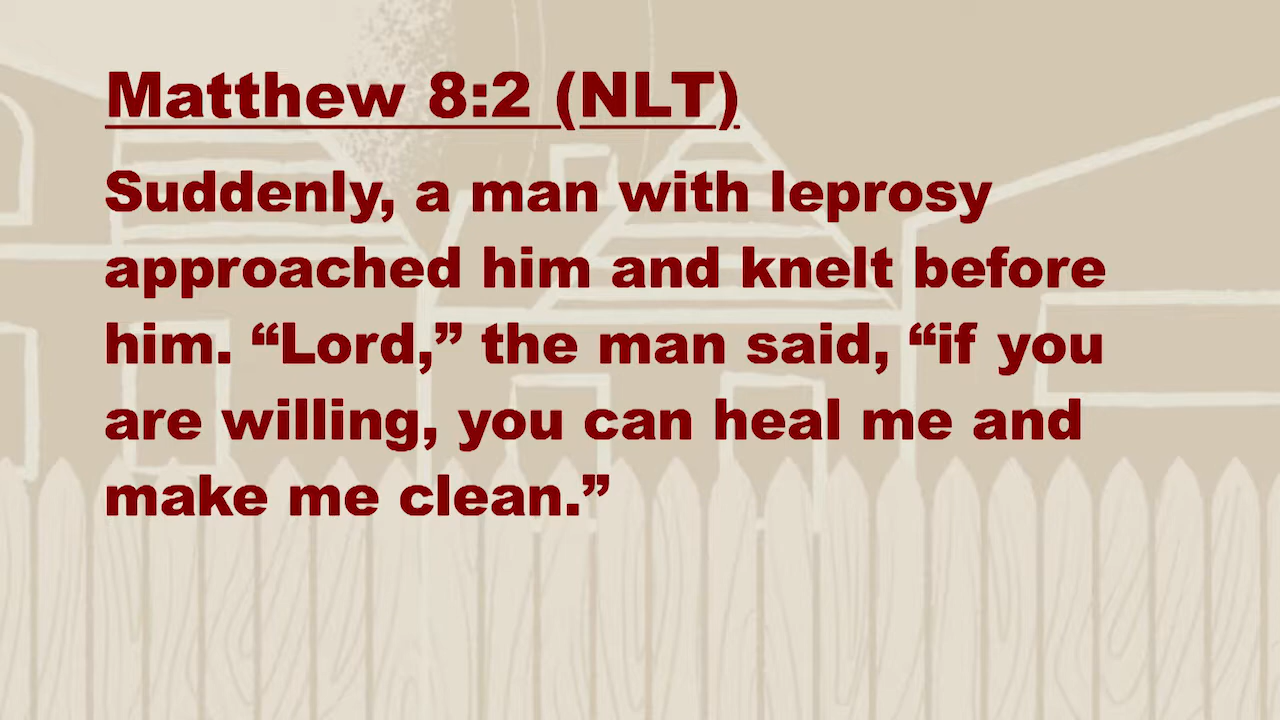 Matthew 8:2 (NLT)
Suddenly, a man with leprosy
approached him and knelt before
him. “Lord,” the man said, “if you
are willing, you can heal me and
make me clean.”